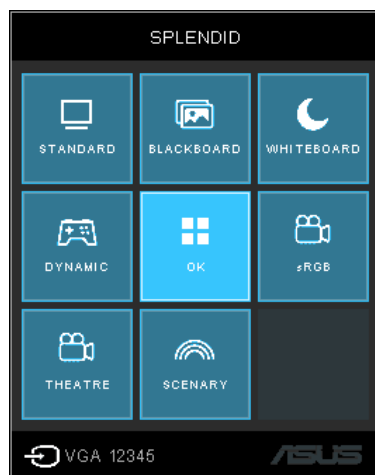 SPLENDID
STANDARD
BLACKBOARD
WHITEBOARD
DYNAMIC
OK
sRGB
THEATRE
SCENARY
VGA 12345
ASUS